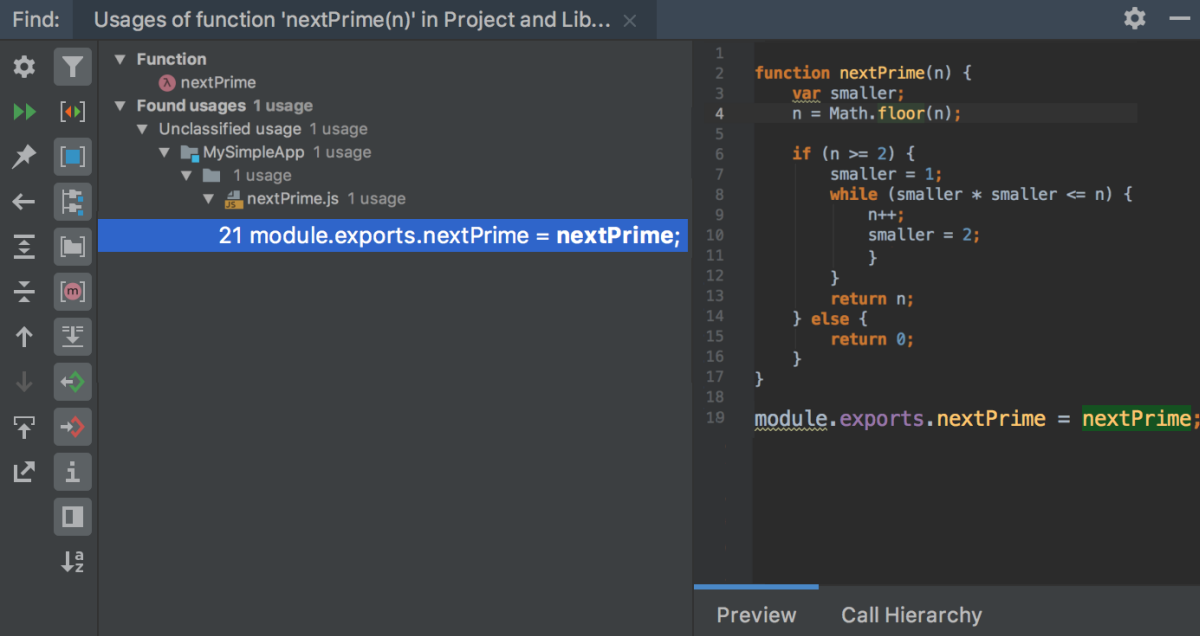 Find: Usages of function 'nextPrime(n)' in Project and Lib...
Function
nextPrime
Found usages 1 usage
Unclassified usage 1 usage
MySimpleApp 1 usage
1 usage
JS nextPrime.js 1 usage
21 module.exports.nextPrime = nextPrime;
1
2 function nextPrime(n) {
3 var smaller;
4 n = Math.floor(n);
5
6 if (n >= 2) {
7 smaller = 1;
8 while (smaller * smaller <= n) {
9 n++;
10 smaller = 2;
11 }
12 }
13 return n;
14 } else {
15 return 0;
16 }
17 }
18
19 module.exports.nextPrime = nextPrime;
Preview Call Hierarchy